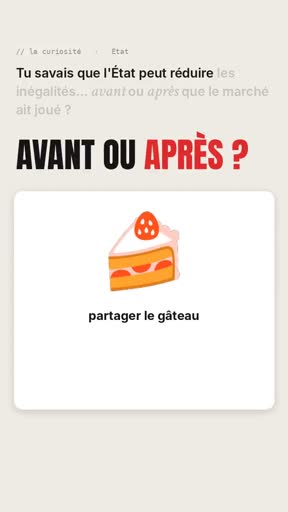 // la curiosité · État
Tu savais que l'État peut réduire les
inégalités... avant ou après que le marché
ait joué ?
AVANT OU APRÈS ?
partager le gâteau